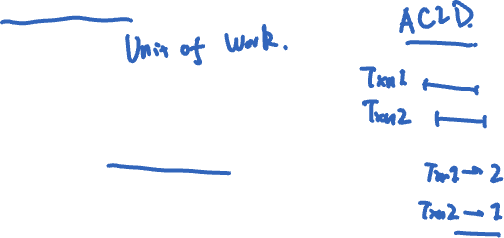 Unit of Work.
ACID
Txn1
Txn2
Txn1 → 2
Txn2 → 1